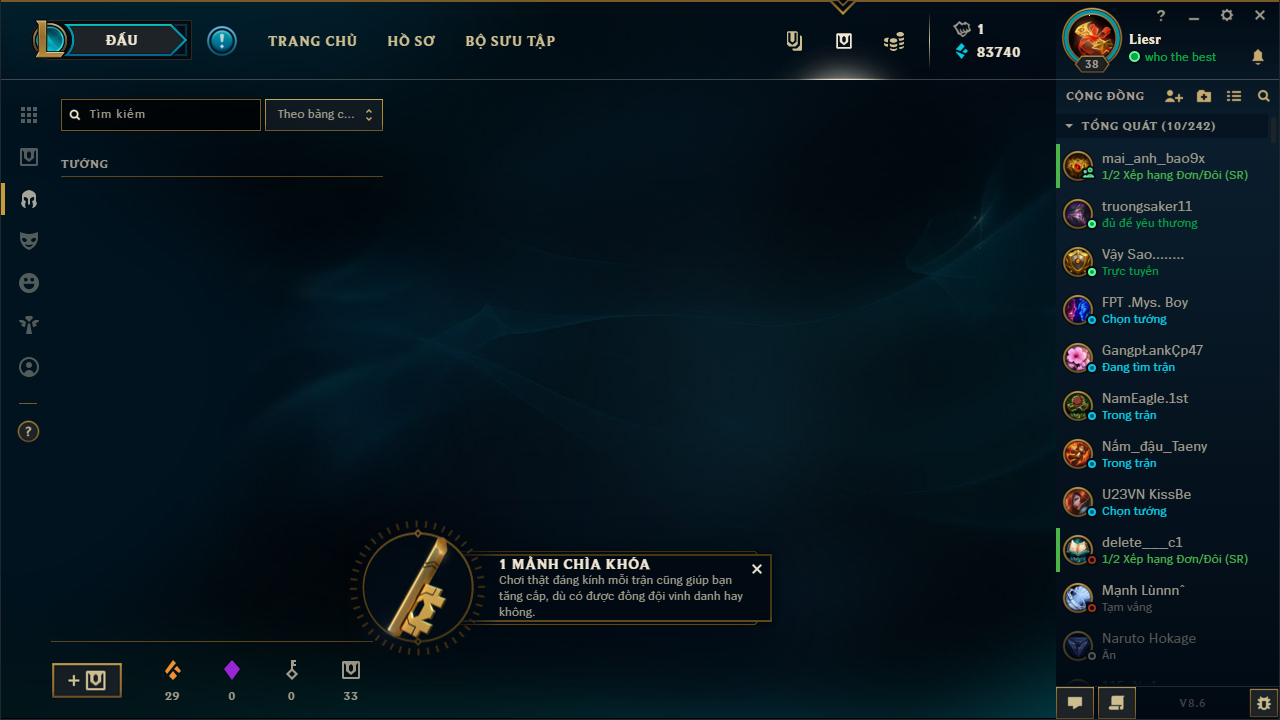 ĐẤU
TRANG CHỦ
HỒ SƠ
BỘ SƯU TẬP
1
83740
38
Liesr
who the best
CỘNG ĐỒNG
TỔNG QUÁT (10/242)
mai_anh_bao9x
1/2 Xếp hạng Đơn/Đôi (SR)
truongsaker11
đủ để yêu thương
Vậy Sao........
Trực tuyến
FPT .Mys. Boy
Chọn tướng
GangpŁankÇp47
Đang tìm trận
NamEagle.1st
Trong trận
Nấm_đậu_Taeny
Trong trận
U23VN KissBe
Chọn tướng
delete____c1
1/2 Xếp hạng Đơn/Đôi (SR)
Mạnh Lùnnnˆ
Tạm vắng
Naruto Hokage
Ẩn
V8.6
Tìm kiếm
Theo bảng c...
TƯỚNG
1 MẢNH CHÌA KHÓA
Chơi thật đáng kính mỗi trận cũng giúp bạn
tăng cấp, dù có được đồng đội vinh danh hay
không.
29
0
0
33